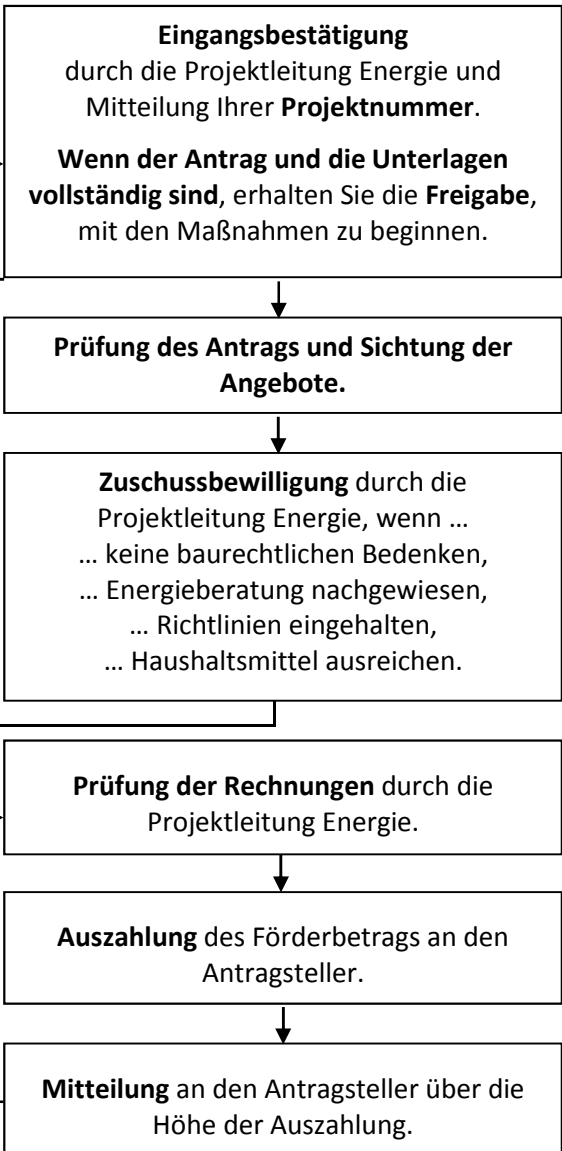 Eingangsbestätigung
durch die Projektleitung Energie und
Mitteilung Ihrer Projektnummer.
Wenn der Antrag und die Unterlagen
vollständig sind, erhalten Sie die Freigabe,
mit den Maßnahmen zu beginnen.
Prüfung des Antrags und Sichtung der
Angebote.
Zuschussbewilligung durch die
Projektleitung Energie, wenn …
… keine baurechtlichen Bedenken,
… Energieberatung nachgewiesen,
… Richtlinien eingehalten,
… Haushaltsmittel ausreichen.
Prüfung der Rechnungen durch die
Projektleitung Energie.
Auszahlung des Förderbetrags an den
Antragsteller.
Mitteilung an den Antragsteller über die
Höhe der Auszahlung.